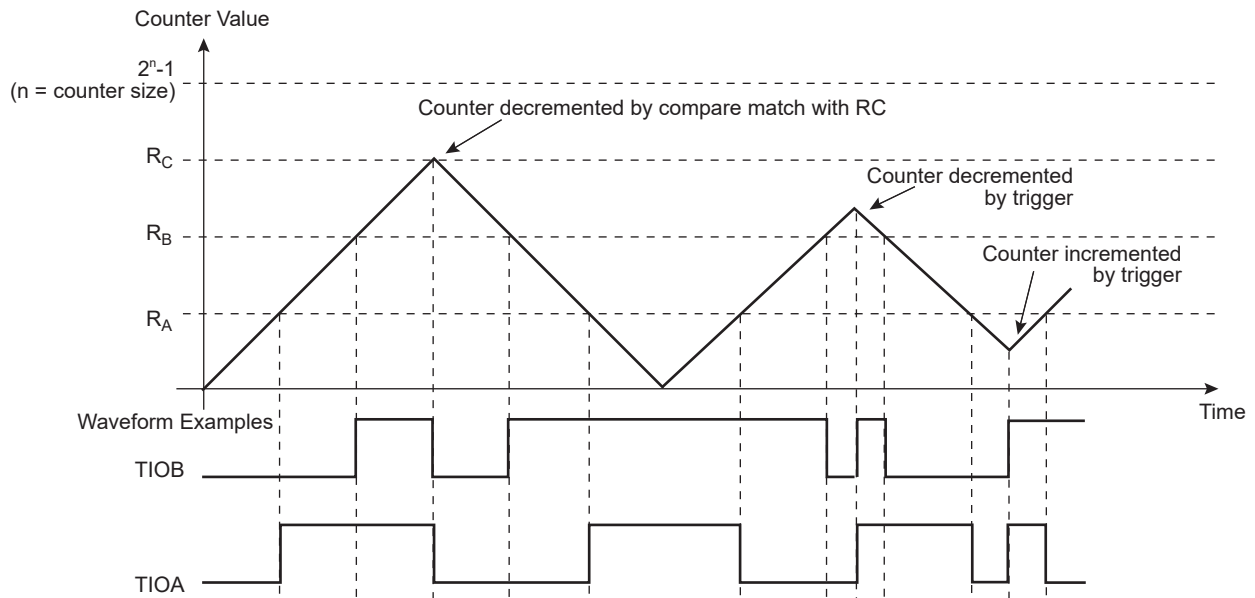 Counter Value
2ⁿ-1
(n = counter size)
Counter decremented by compare match with RC
R_C
Counter decremented
by trigger
R_B
Counter incremented
by trigger
R_A
Time
Waveform Examples
TIOB
TIOA